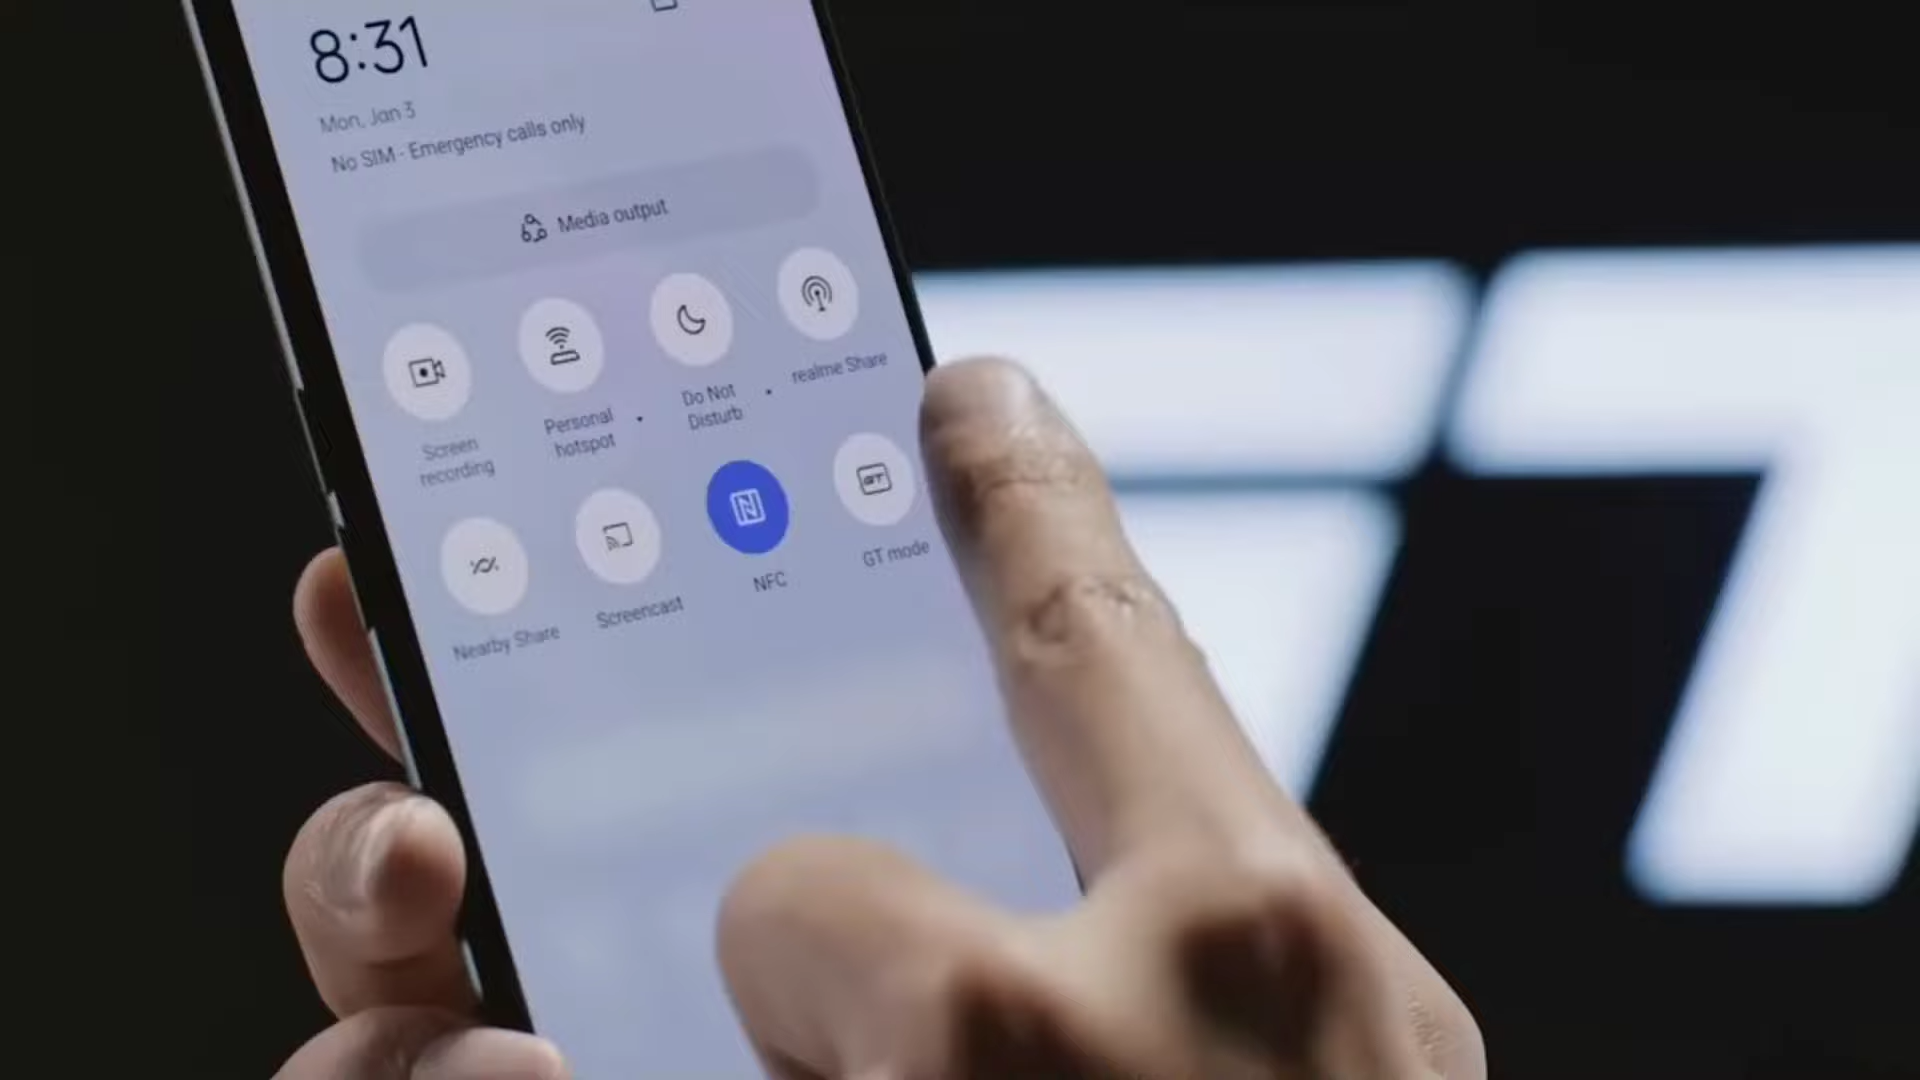 8:31
Mon, Jan 3
No SIM - Emergency calls only
Media output
Screen
recording
Personal
hotspot
Do Not
Disturb
realme Share
Nearby Share
Screencast
NFC
GT
GT mode